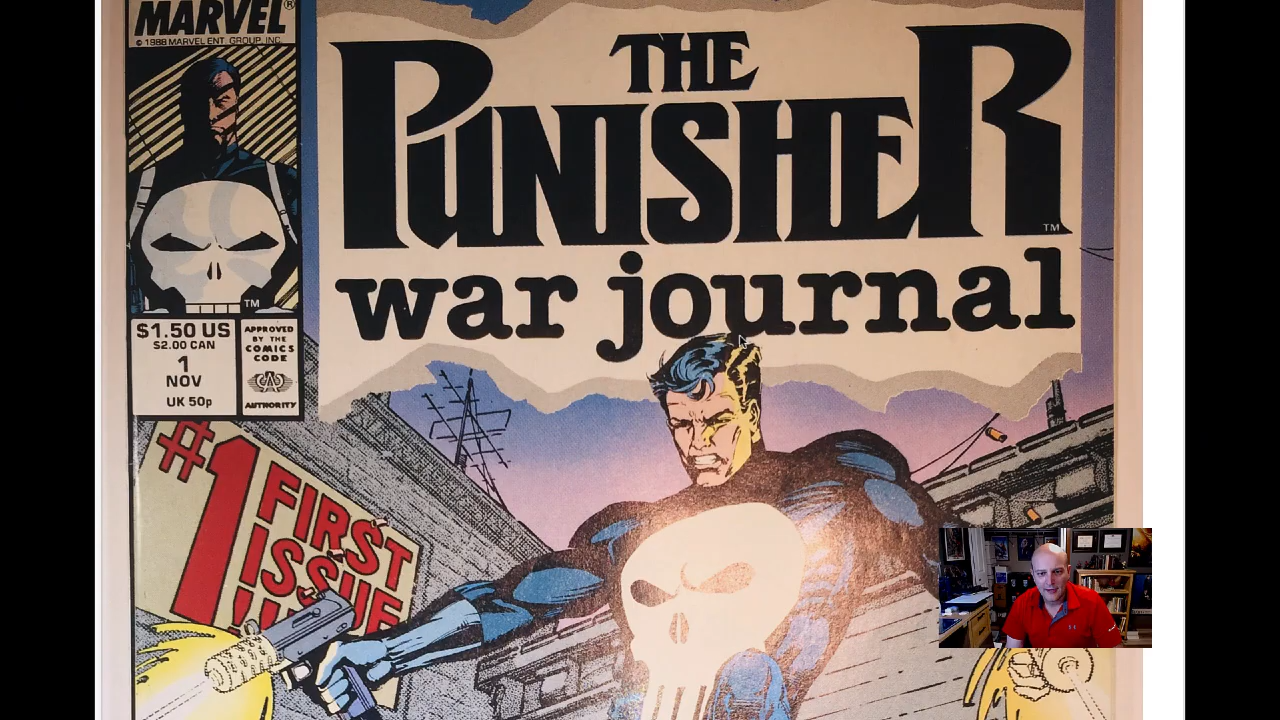 MARVEL®
© 1988 MARVEL ENT. GROUP, INC.
THE
PUNISHER
TM
war journal
TM
$1.50 US
$2.00 CAN
1
NOV
UK 50p
APPROVED
BY THE
COMICS
CODE
CA
AUTHORITY
#1
FIRST
ISSUE